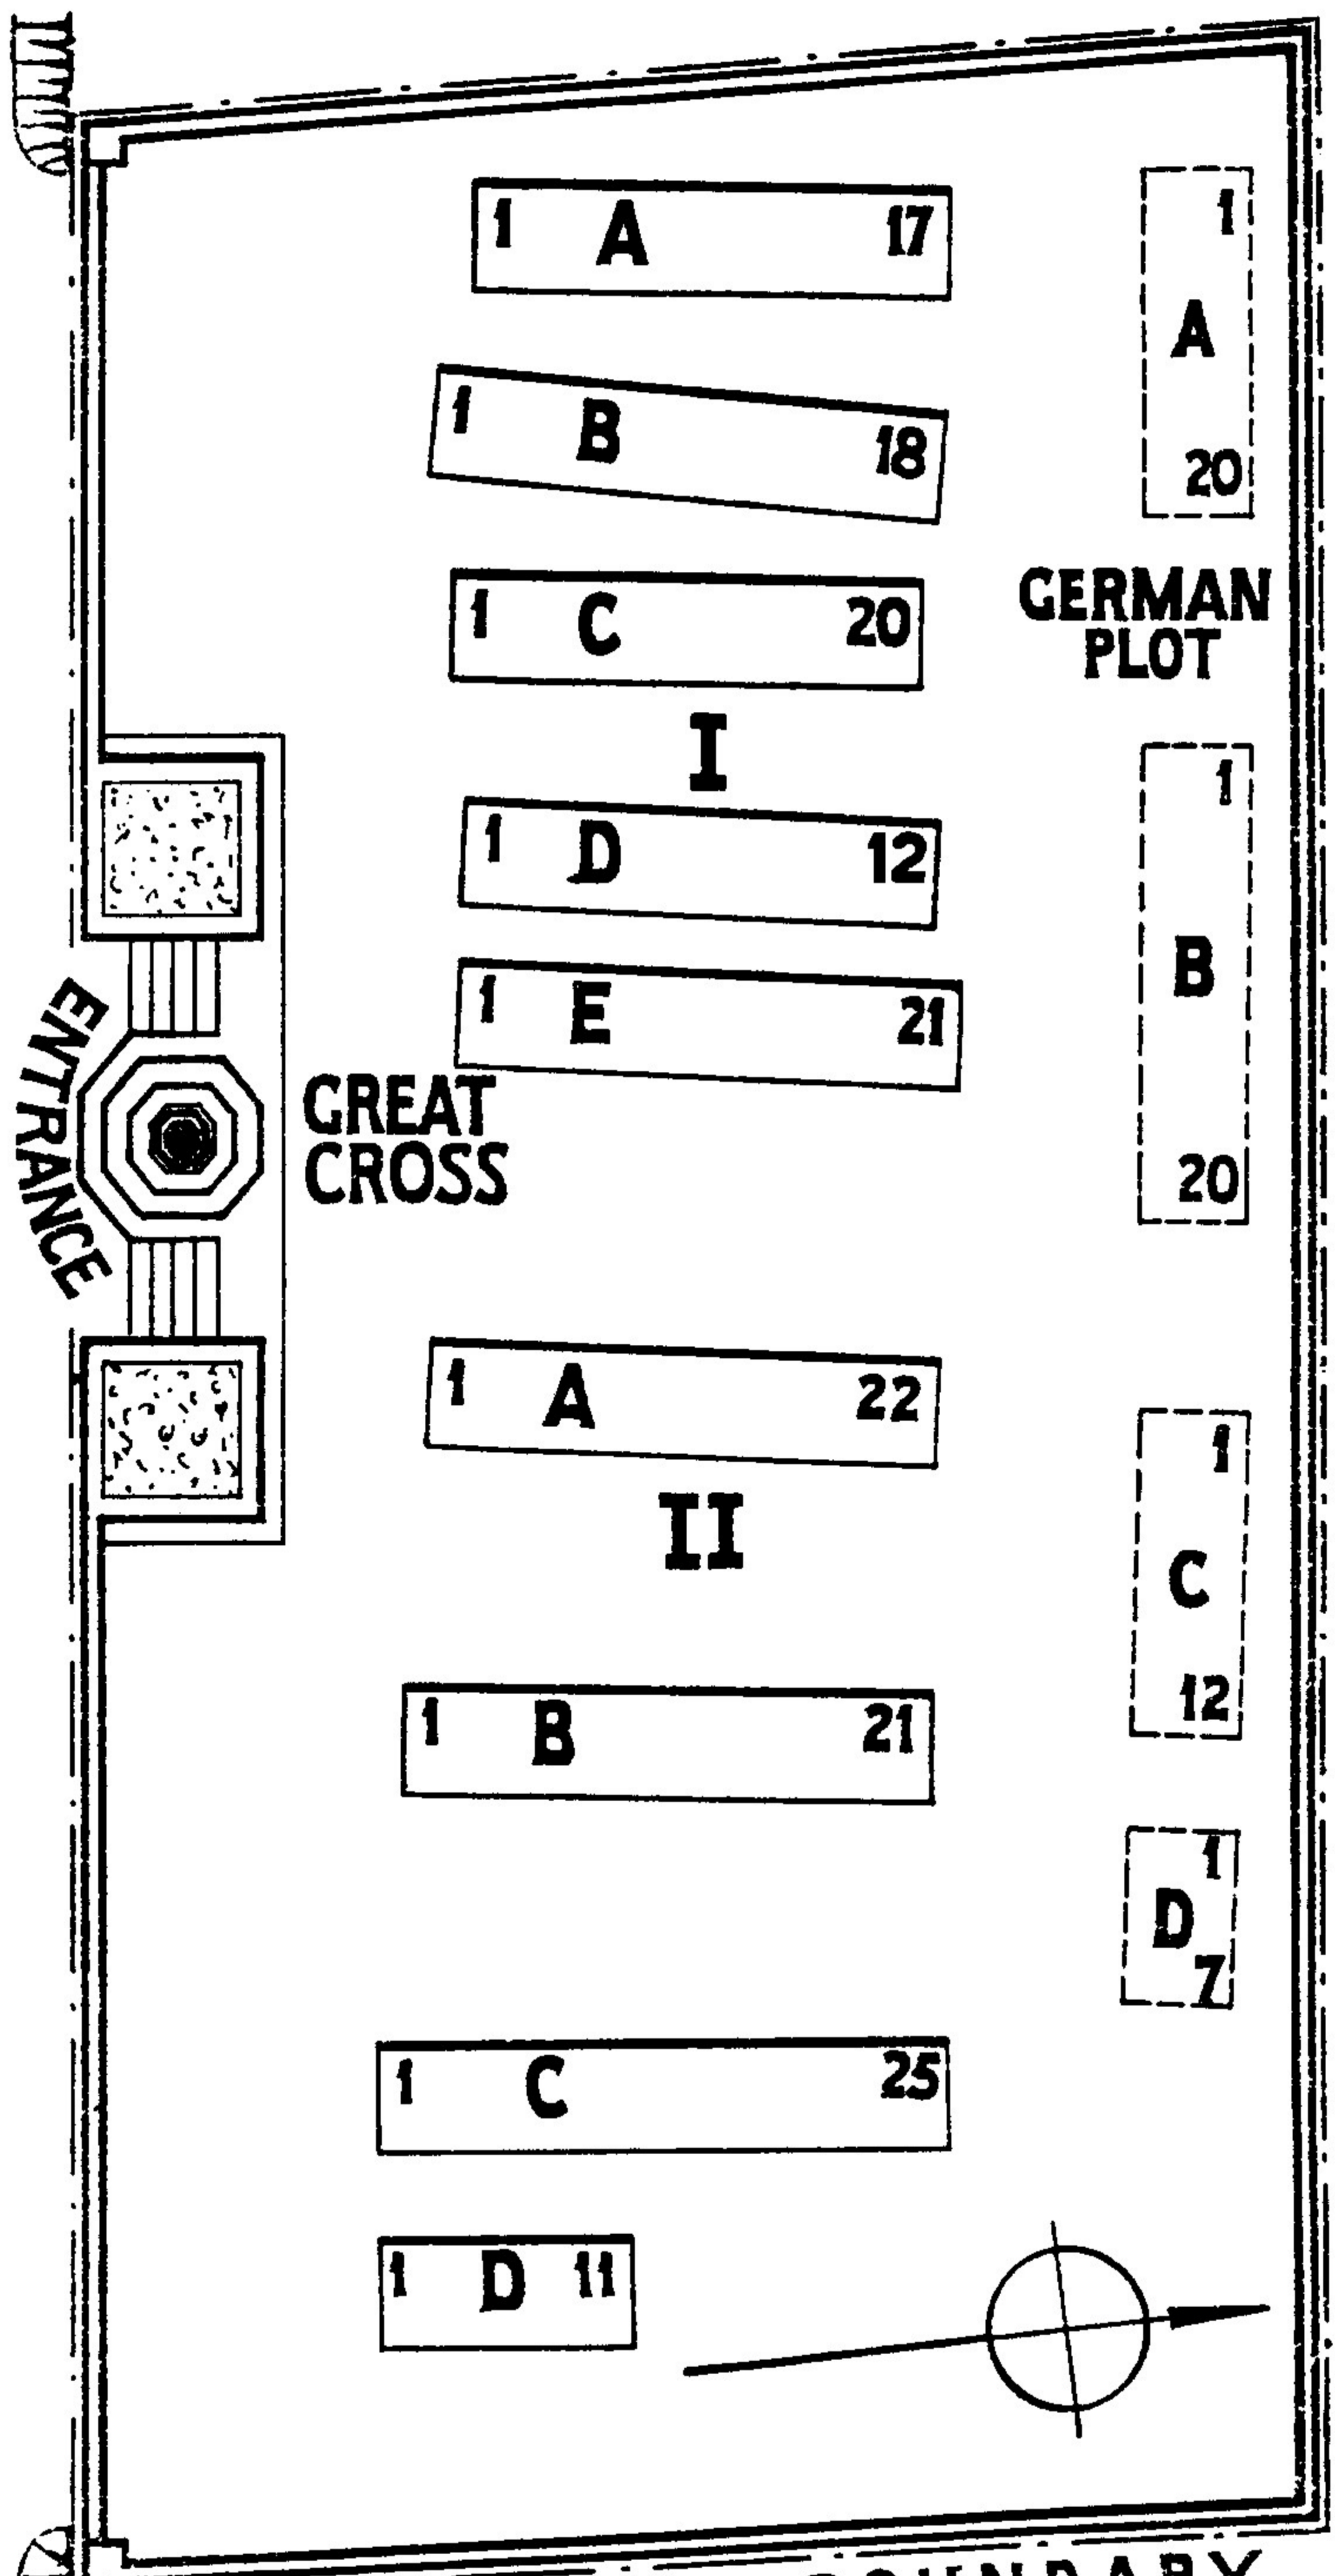 1 A 17
1
A
20
1 B 18
1 C 20
GERMAN
PLOT
I
1
B
20
1 D 12
1 E 21
ENTRANCE
GREAT
CROSS
1 A 22
II
1
C
12
1 B 21
1
D
7
1 C 25
1 D 11